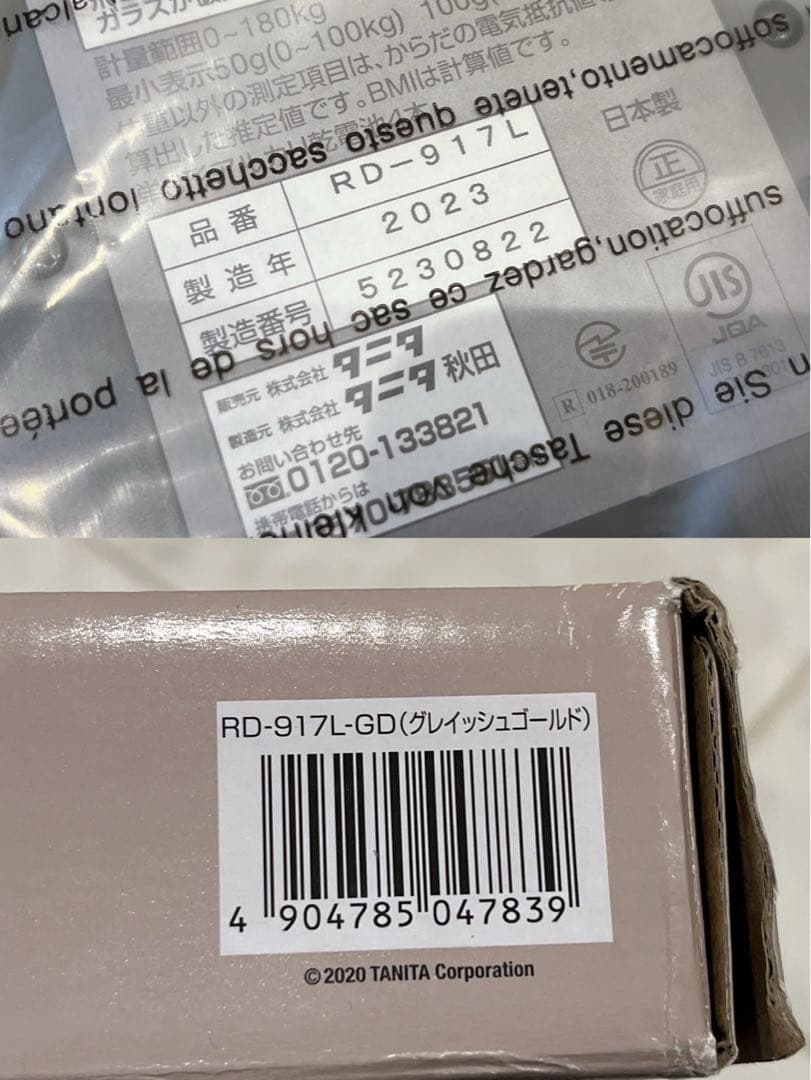 ガラスが破
計量範囲0~180kg
最小表示50g(0~100kg) 100g
体重以外の測定項目は、からだの電気抵抗値
算出した推定値です。BMIは計算値です。
日本製
品番 RD-917L
製造年 2023
製造番号 5230822
正
家庭用
JIS
JQA
JIS B 7613
R 018-200189
販売元 株式会社 タニタ
製造元 株式会社 タニタ秋田
お問い合わせ先
0120-133821
携帯電話からは
soffocamento,tenete questo sacchetto lontano
suffocation,gardez ce sac hors de la portée
Sie diese Tasche von
RD-917L-GD(グレイッシュゴールド)
4 904785 047839
©2020 TANITA Corporation